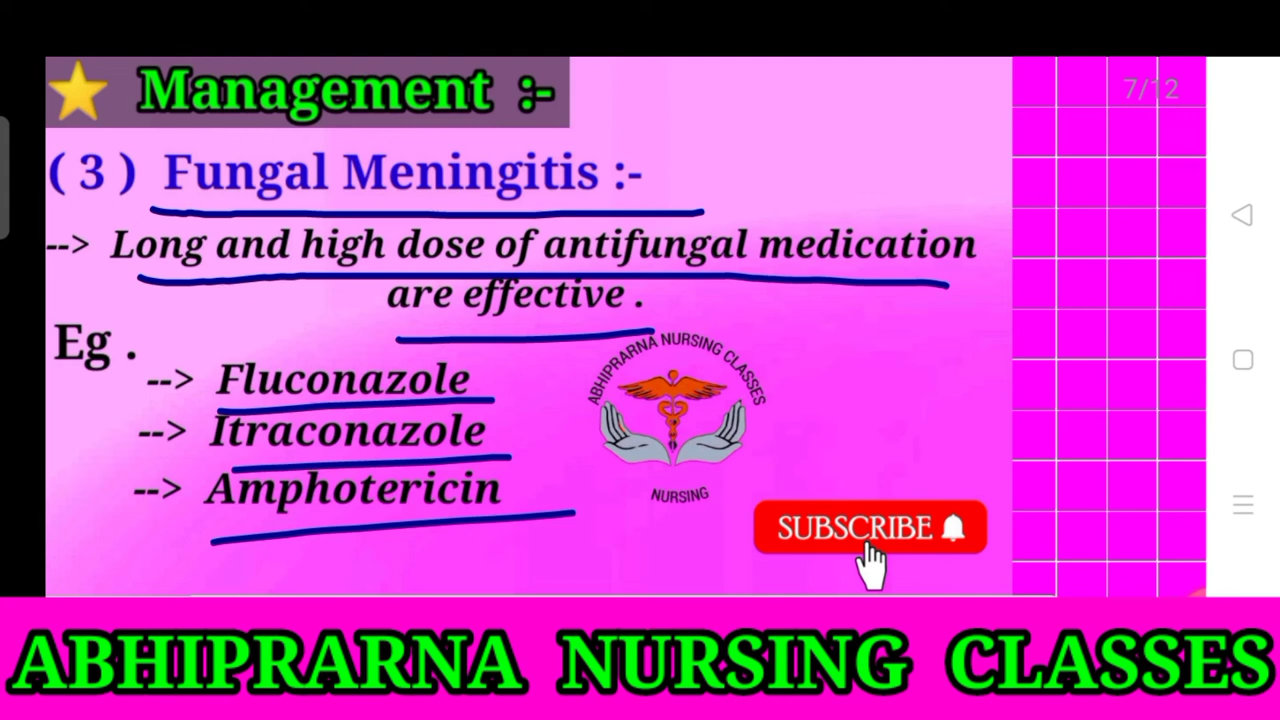 Management :-
7/12
( 3 ) Fungal Meningitis :-
--> Long and high dose of antifungal medication
are effective .
Eg .
--> Fluconazole
--> Itraconazole
--> Amphotericin
ABHIPRARNA NURSING CLASSES
NURSING
SUBSCRIBE
ABHIPRARNA NURSING CLASSES